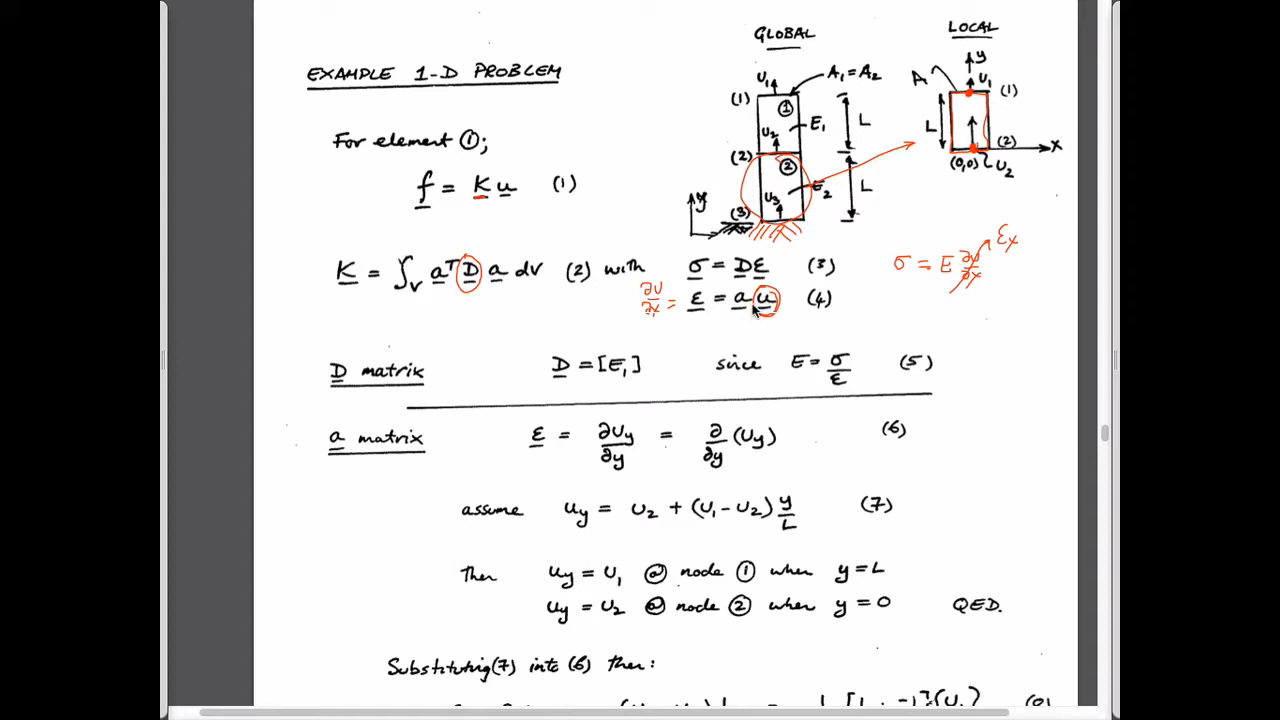 GLOBAL
LOCAL
EXAMPLE 1-D PROBLEM
U₁ A₁ = A₂
(1) ① E₁ L
U₂
(2) ② E₂ L
U₃
(3) y
y
A U₁ (1)
L (2) x
(0,0) U₂
For element ①;
f = K u (1)
K = ∫ᵥ aᵀ D a dv (2) with σ = D ε (3)
σ = E ∂u/∂x εx
∂u/∂x = ε = a u (4)
D matrix D = [E₁] since E = σ/ε (5)
a matrix ε = ∂Uy/∂y = ∂/∂y (Uy) (6)
assume uy = U₂ + (U₁ - U₂) y/L (7)
Then uy = U₁ @ node ① when y = L
uy = U₂ @ node ② when y = 0 QED.
Substituting (7) into (6) then: